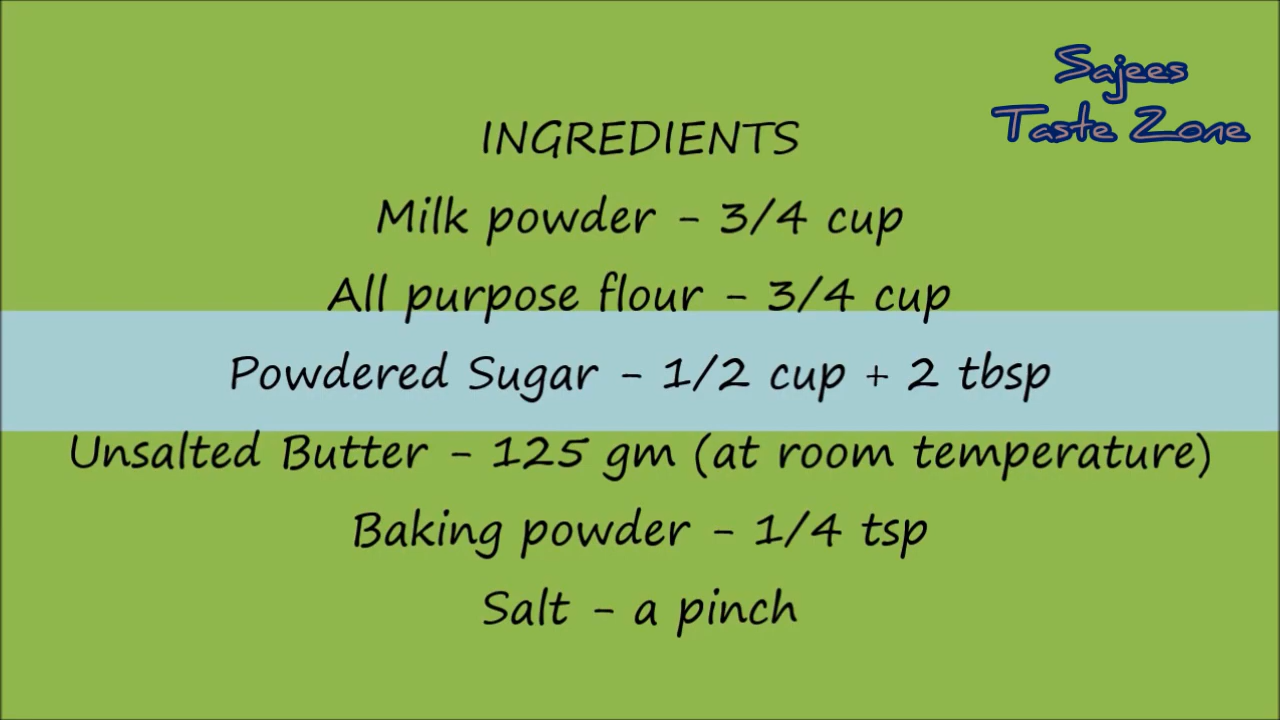 Sajees
Taste Zone
INGREDIENTS
Milk powder - 3/4 cup
All purpose flour - 3/4 cup
Powdered Sugar - 1/2 cup + 2 tbsp
Unsalted Butter - 125 gm (at room temperature)
Baking powder - 1/4 tsp
Salt - a pinch